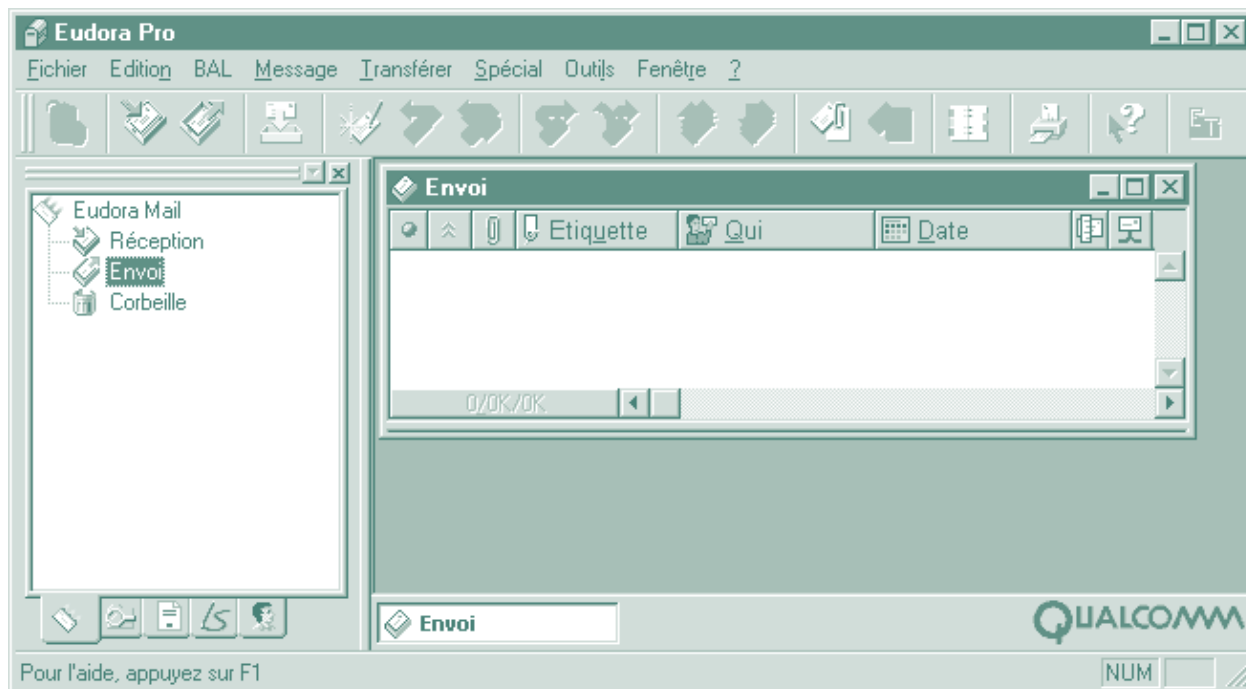 Eudora Pro
Fichier Edition BAL Message Transférer Spécial Outils Fenêtre ?
ET
Eudora Mail
Réception
Envoi
Corbeille
Envoi
Etiquette Qui Date
0/0K/0K
Envoi
QUALCOMM
Pour l'aide, appuyez sur F1
NUM